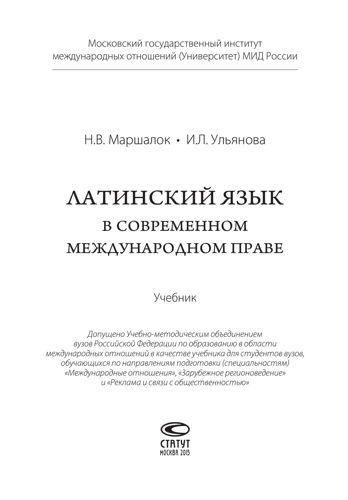 Московский государственный институт
международных отношений (Университет) МИД России
Н.В. Маршалок • И.Л. Ульянова
ЛАТИНСКИЙ ЯЗЫК
В СОВРЕМЕННОМ
МЕЖДУНАРОДНОМ ПРАВЕ
Учебник
Допущено Учебно-методическим объединением
вузов Российской Федерации по образованию в области
международных отношений в качестве учебника для студентов вузов,
обучающихся по направлениям подготовки (специальностям)
«Международные отношения», «Зарубежное регионоведение»
и «Реклама и связи с общественностью»
СТАТУТ
МОСКВА 2015